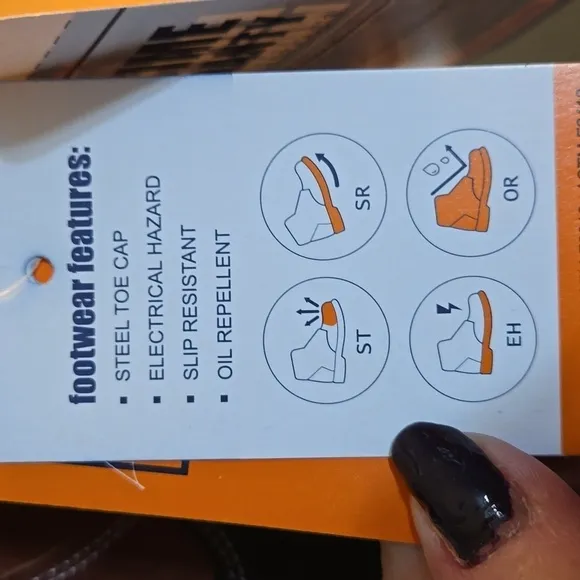 footwear features:
▪ STEEL TOE CAP
▪ ELECTRICAL HAZARD
▪ SLIP RESISTANT
▪ OIL REPELLENT
ST
SR
EH
OR